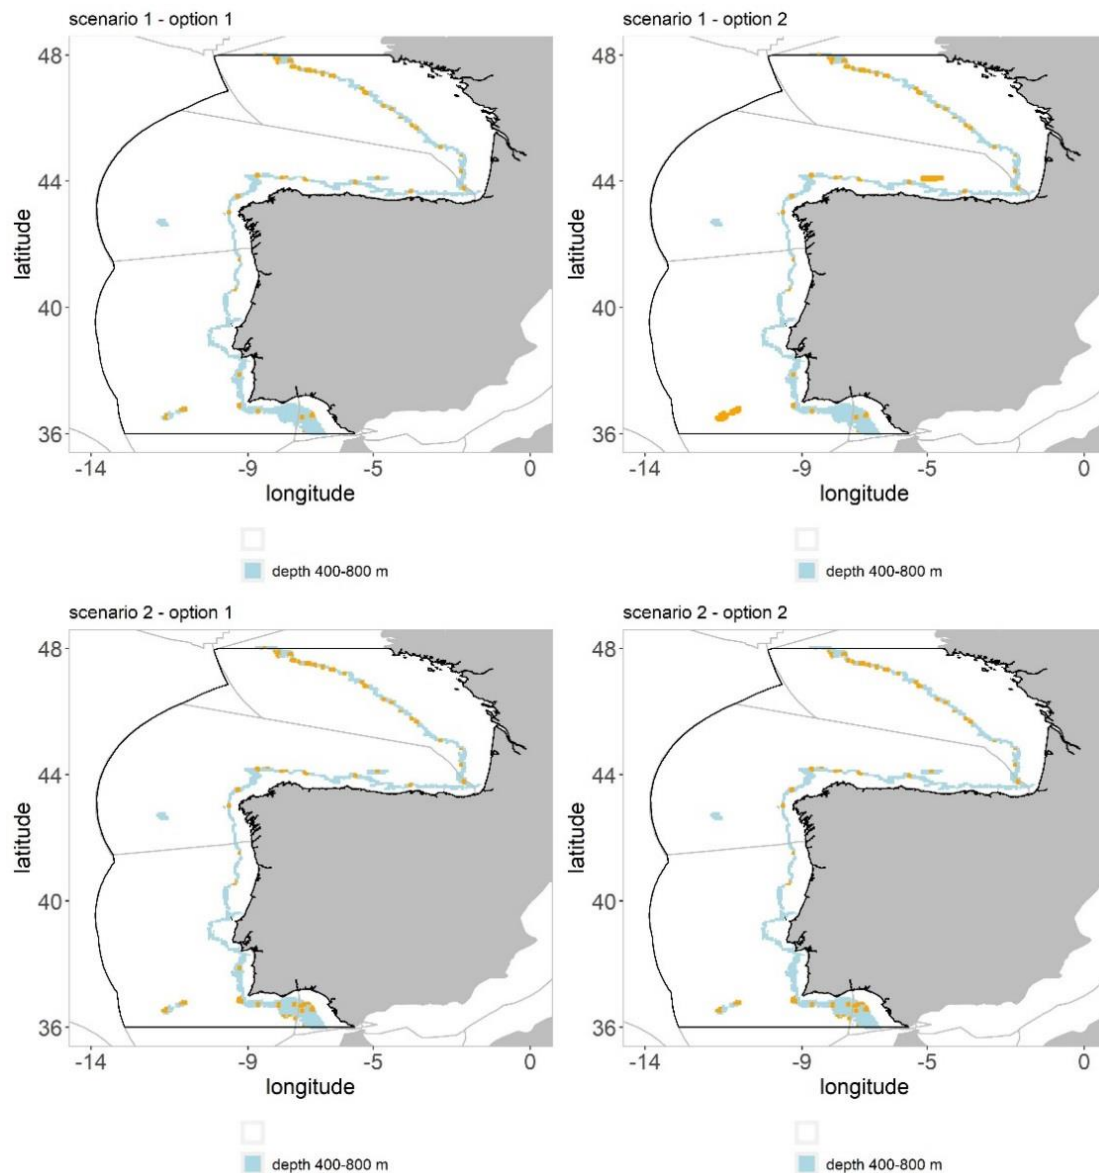 scenario 1 - option 1
48
44
40
36
latitude
-14
-9
-5
0
longitude
depth 400-800 m
scenario 1 - option 2
48
44
40
36
latitude
-14
-9
-5
0
longitude
depth 400-800 m
scenario 2 - option 1
48
44
40
36
latitude
-14
-9
-5
0
longitude
depth 400-800 m
scenario 2 - option 2
48
44
40
36
latitude
-14
-9
-5
0
longitude
depth 400-800 m